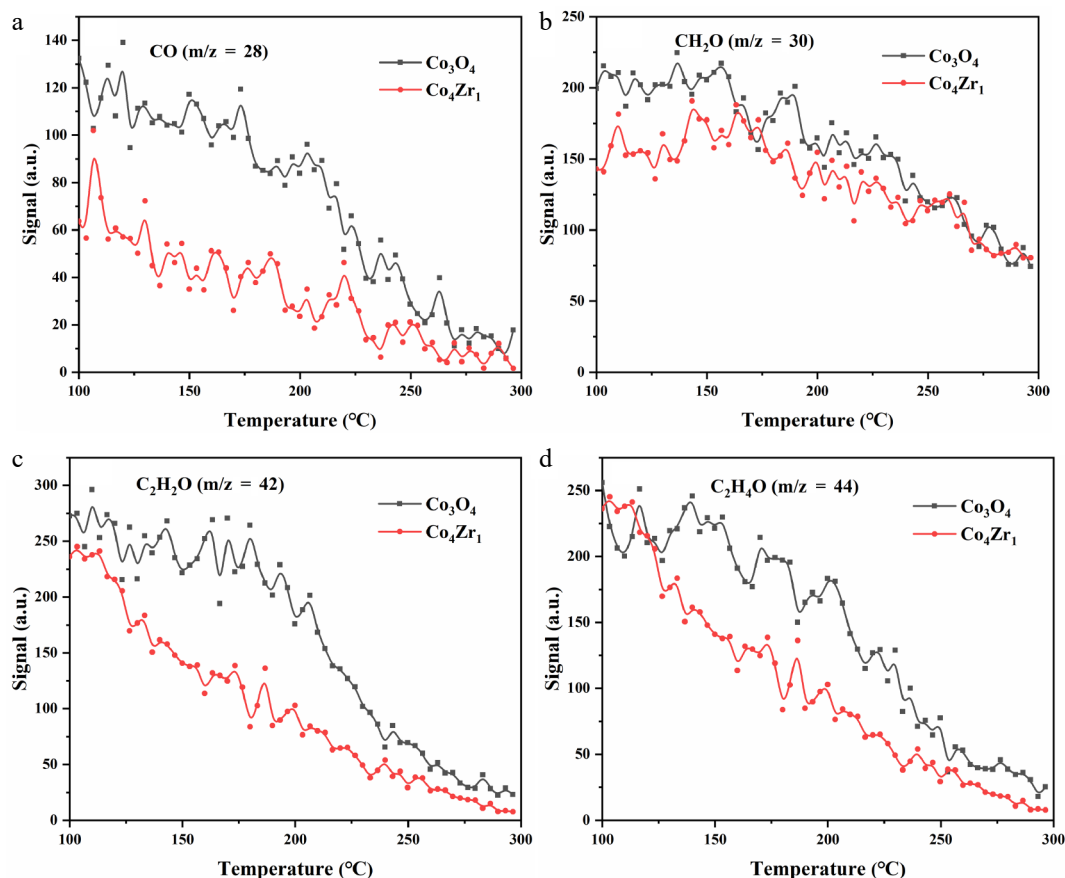 a
CO (m/z = 28)
Co₃O₄
Co₄Zr₁
Signal (a.u.)
140
120
100
80
60
40
20
0
100
150
200
250
300
Temperature (℃)
b
CH₂O (m/z = 30)
Co₃O₄
Co₄Zr₁
Signal (a.u.)
250
200
150
100
50
0
100
150
200
250
300
Temperature (℃)
c
C₂H₂O (m/z = 42)
Co₃O₄
Co₄Zr₁
Signal (a.u.)
300
250
200
150
100
50
0
100
150
200
250
300
Temperature (℃)
d
C₂H₄O (m/z = 44)
Co₃O₄
Co₄Zr₁
Signal (a.u.)
250
200
150
100
50
0
100
150
200
250
300
Temperature (℃)